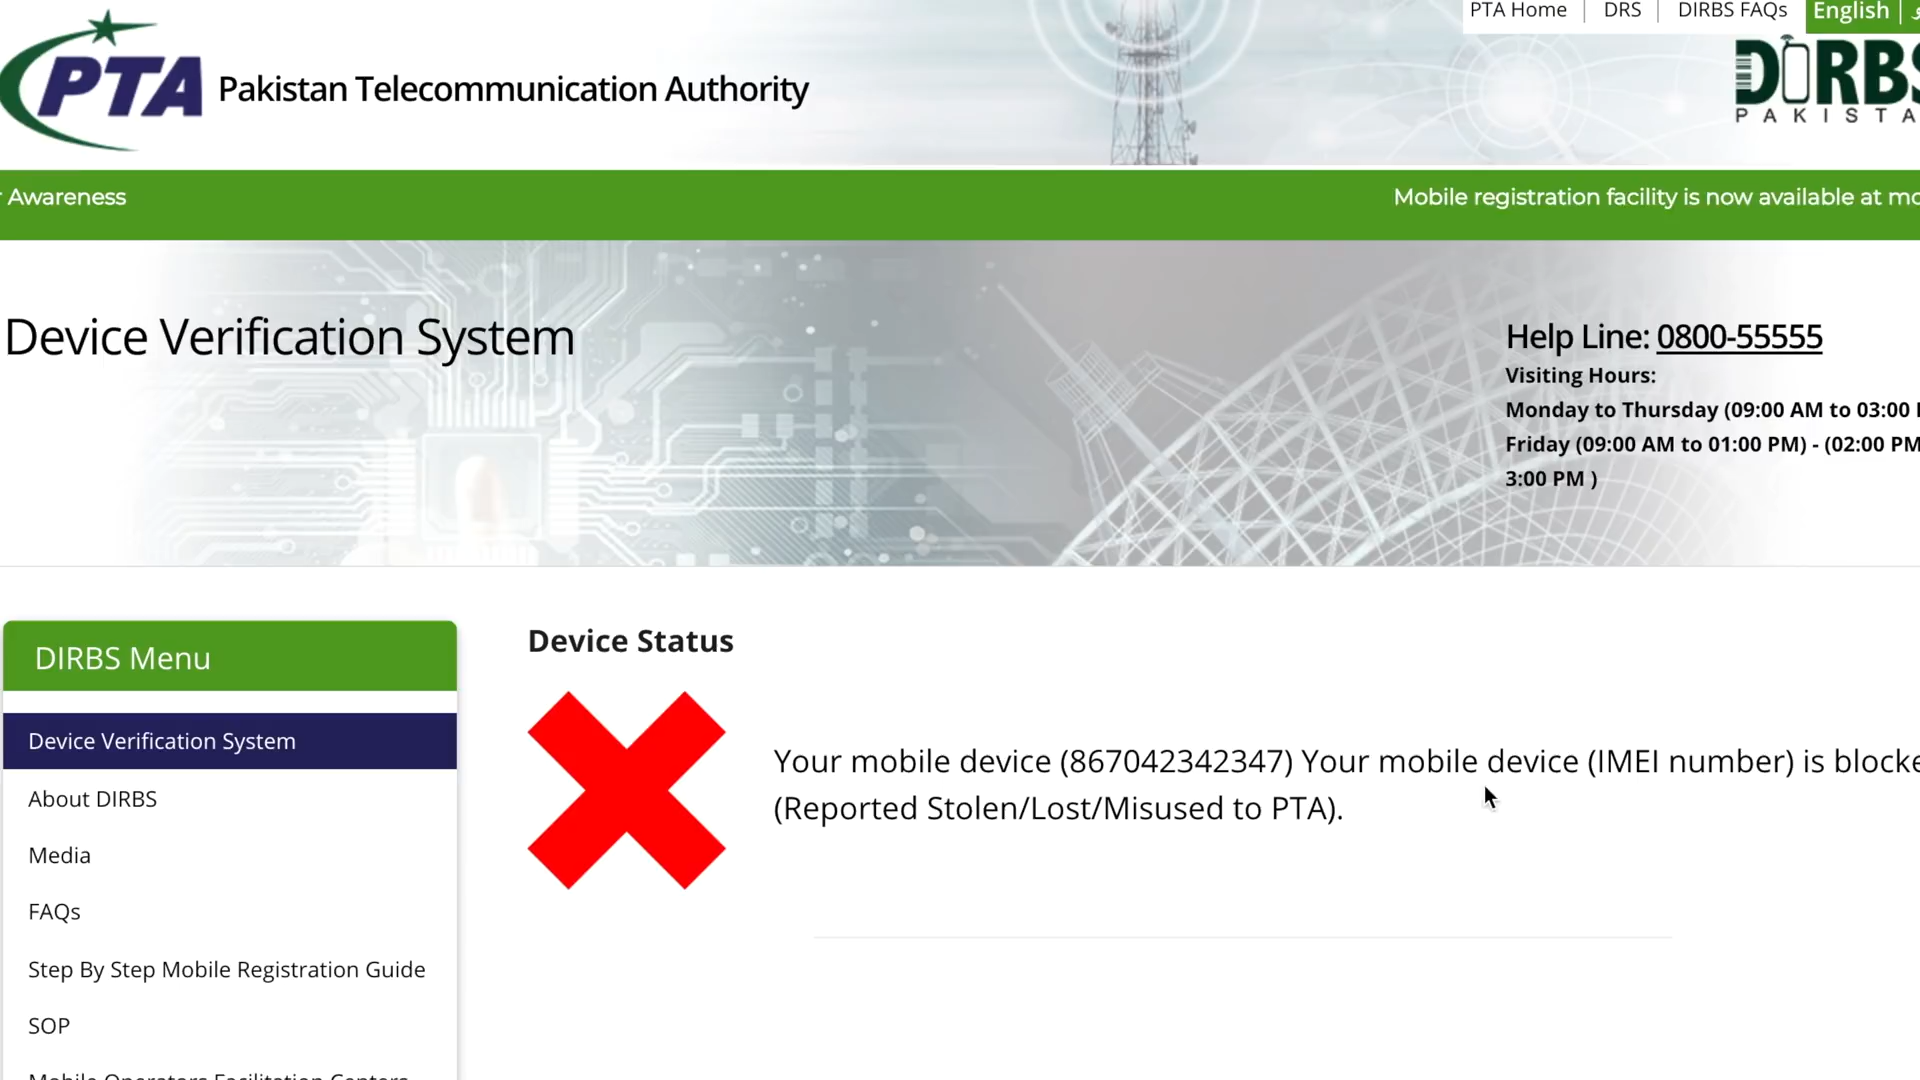 PTA Home
DRS
DIRBS FAQs
English
PTA
Pakistan Telecommunication Authority
DIRBS
PAKISTA
Awareness
Mobile registration facility is now available at mo
Device Verification System
Help Line: 0800-55555
Visiting Hours:
Monday to Thursday (09:00 AM to 03:00
Friday (09:00 AM to 01:00 PM) - (02:00 PM
3:00 PM )
DIRBS Menu
Device Verification System
About DIRBS
Media
FAQs
Step By Step Mobile Registration Guide
SOP
Mobile Operators Facilitation Centers
Device Status
Your mobile device (867042342347) Your mobile device (IMEI number) is blocke
(Reported Stolen/Lost/Misused to PTA).